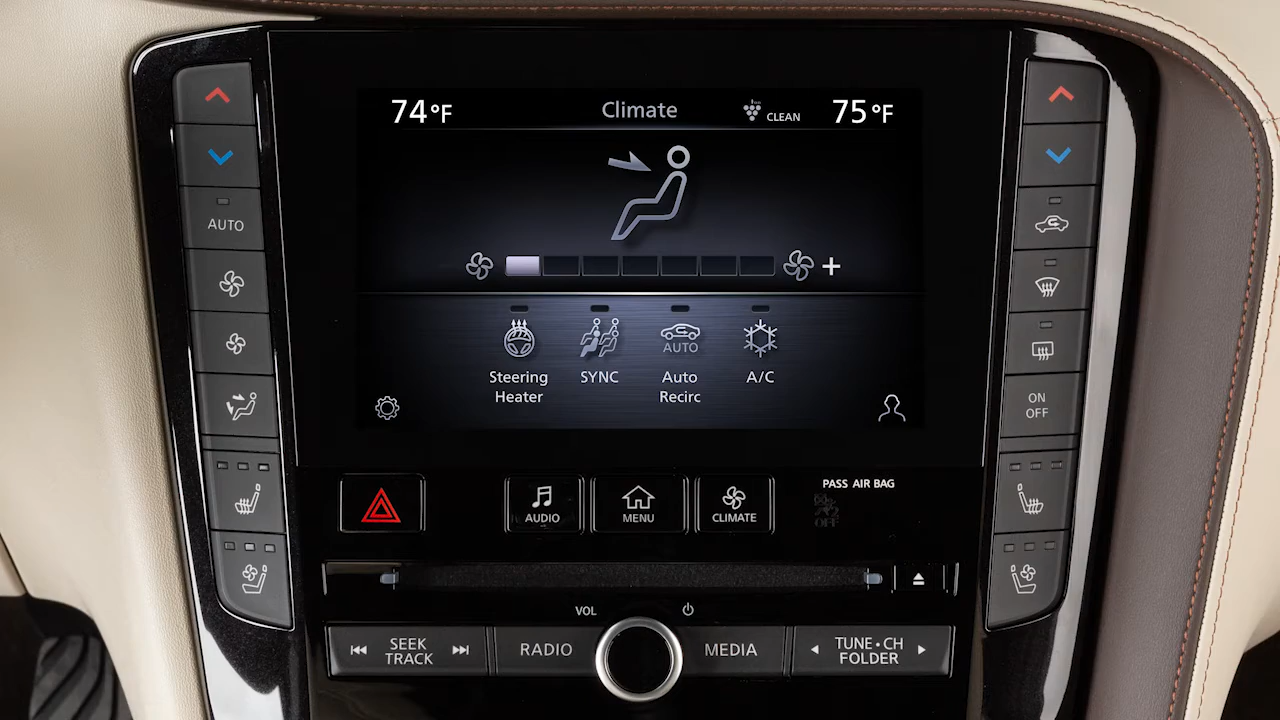 74°F
Climate
CLEAN
75°F
AUTO
+
Steering
Heater
SYNC
AUTO
Auto
Recirc
A/C
ON
OFF
AUDIO
MENU
CLIMATE
PASS AIR BAG
OFF
VOL
SEEK
TRACK
RADIO
MEDIA
TUNE•CH
FOLDER